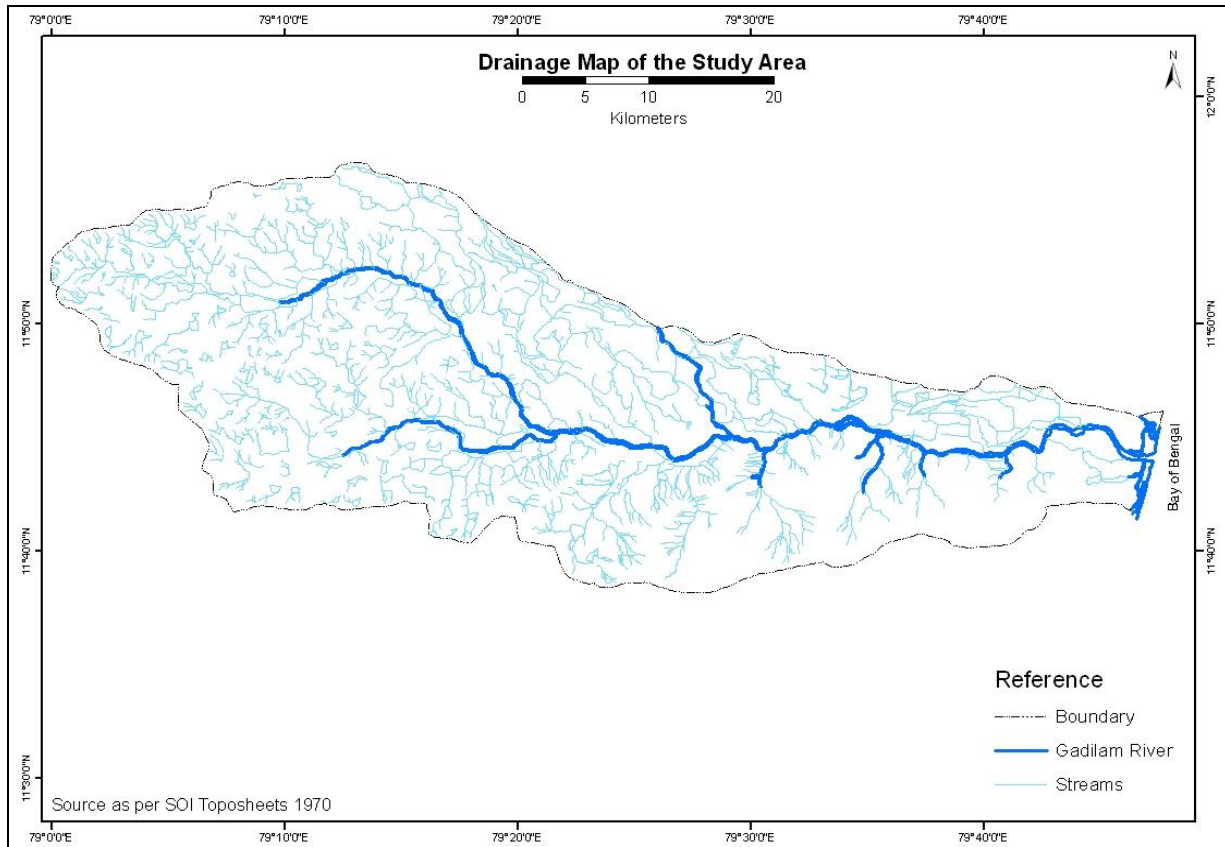 79°0'0"E 79°10'0"E 79°20'0"E 79°30'0"E 79°40'0"E
Drainage Map of the Study Area
0 5 10 20
Kilometers
N
12°0'0"N
11°50'0"N 11°50'0"N
Bay of Bengal
11°40'0"N 11°40'0"N
Reference
Boundary
Gadilam River
Streams
11°30'0"N 11°30'0"N
Source as per SOI Toposheets 1970
79°0'0"E 79°10'0"E 79°20'0"E 79°30'0"E 79°40'0"E